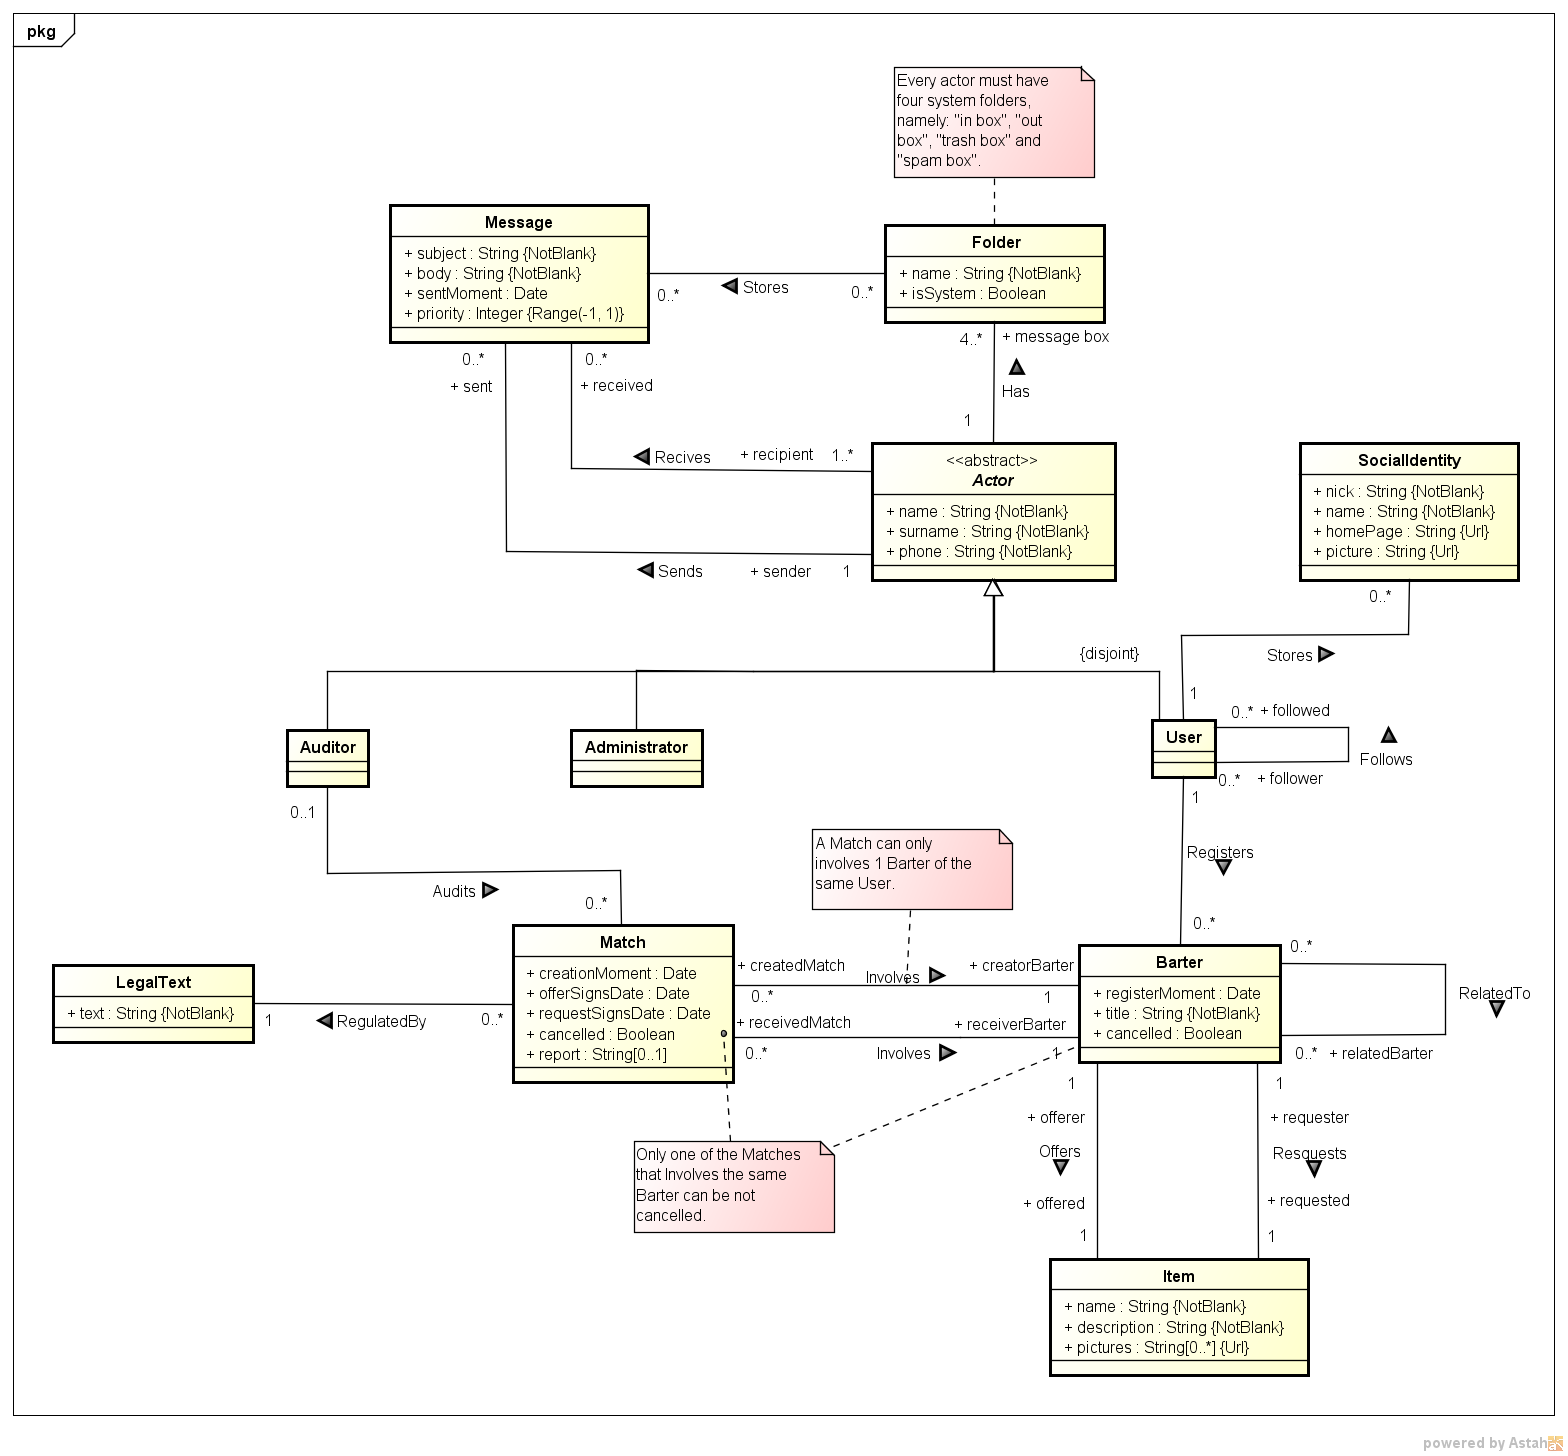 pkg
Every actor must have
four system folders,
namely: "in box", "out
box", "trash box" and
"spam box".
Message
+ subject : String {NotBlank}
+ body : String {NotBlank}
+ sentMoment : Date
+ priority : Integer {Range(-1, 1)}
Folder
+ name : String {NotBlank}
+ isSystem : Boolean
0..*
Stores
0..*
0..*
+ sent
0..*
+ received
4..*
+ message box
Has
1
Recives
+ recipient
1..*
Sends
+ sender
1
<<abstract>>
Actor
+ name : String {NotBlank}
+ surname : String {NotBlank}
+ phone : String {NotBlank}
SocialIdentity
+ nick : String {NotBlank}
+ name : String {NotBlank}
+ homePage : String {Url}
+ picture : String {Url}
0..*
Stores
1
{disjoint}
Auditor
Administrator
User
0..*
+ followed
Follows
0..*
+ follower
0..1
Audits
0..*
1
Registers
0..*
A Match can only
involves 1 Barter of the
same User.
LegalText
+ text : String {NotBlank}
1
RegulatedBy
0..*
Match
+ creationMoment : Date
+ offerSignsDate : Date
+ requestSignsDate : Date
+ cancelled : Boolean
+ report : String[0..1]
+ createdMatch
0..*
Involves
+ creatorBarter
1
+ receivedMatch
0..*
Involves
+ receiverBarter
1
Barter
+ registerMoment : Date
+ title : String {NotBlank}
+ cancelled : Boolean
0..*
RelatedTo
0..*
+ relatedBarter
Only one of the Matches
that Involves the same
Barter can be not
cancelled.
1
+ offerer
Offers
+ offered
1
1
+ requester
Resquests
+ requested
1
Item
+ name : String {NotBlank}
+ description : String {NotBlank}
+ pictures : String[0..*] {Url}
powered by Astah